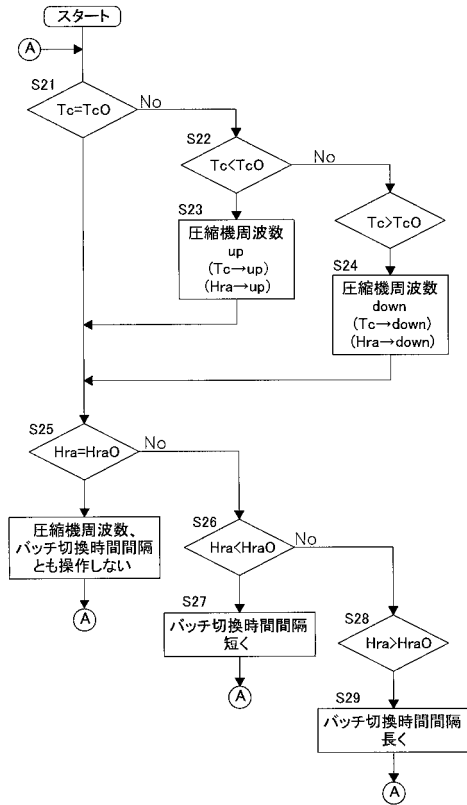 スタート
A
S21
Tc=TcO
No
S22
Tc<TcO
No
S23
圧縮機周波数
up
(Tc→up)
(Hra→up)
Tc>TcO
S24
圧縮機周波数
down
(Tc→down)
(Hra→down)
S25
Hra=HraO
No
圧縮機周波数、
バッチ切換時間間隔
とも操作しない
A
S26
Hra<HraO
No
S27
バッチ切換時間間隔
短く
A
S28
Hra>HraO
S29
バッチ切換時間間隔
長く
A